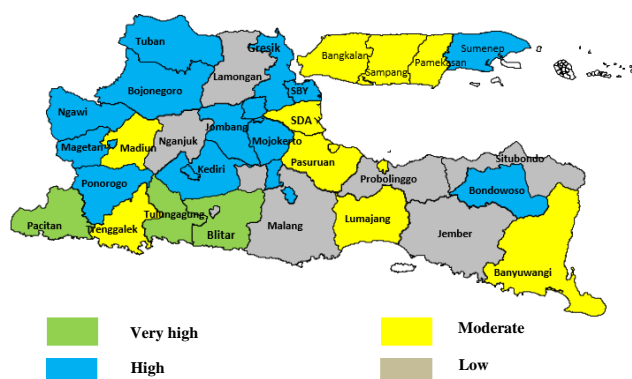 Tuban
Gresik
Lamongan
Bangkalan
Sampang
Pamekasan
Sumenep
Bojonegoro
SBY
Ngawi
SDA
Jombang
Magetan
Madiun
Nganjuk
Mojokerto
Pasuruan
Situbondo
Ponorogo
Kediri
Probolinggo
Bondowoso
Pacitan
Trenggalek
Tulungagung
Blitar
Malang
Lumajang
Jember
Banyuwangi
Very high
Moderate
High
Low